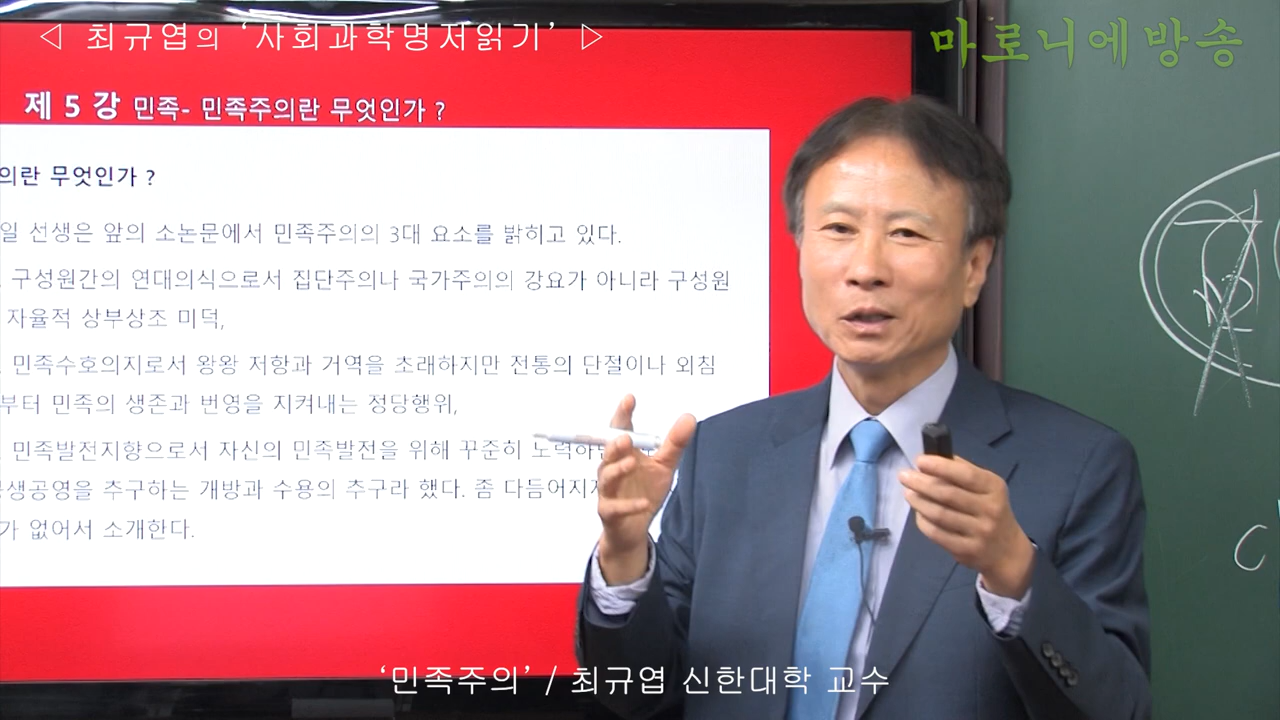 ◁ 최규엽의 '사회과학명저읽기' ▷
마로니에방송
제 5 강 민족- 민족주의란 무엇인가 ?
의란 무엇인가 ?
일 선생은 앞의 소논문에서 민족주의의 3대 요소를 밝히고 있다.
구성원간의 연대의식으로서 집단주의나 국가주의의 강요가 아니라 구성원
자율적 상부상조 미덕,
민족수호의지로서 왕왕 저항과 거역을 초래하지만 전통의 단절이나 외침
부터 민족의 생존과 번영을 지켜내는 정당행위,
민족발전지향으로서 자신의 민족발전을 위해 꾸준히
공생공영을 추구하는 개방과 수용의 추구라 했다. 좀
가 없어서 소개한다.
C
'민족주의' / 최규엽 신한대학 교수